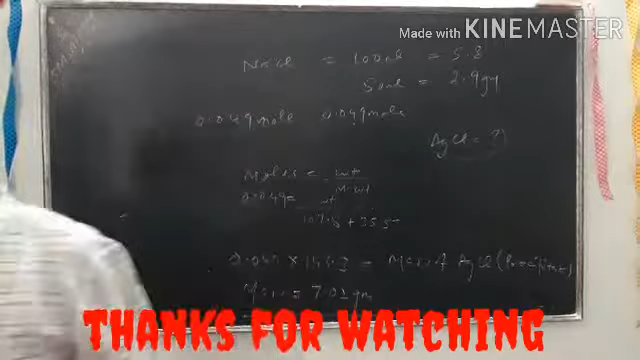 Made with KINEMASTER
NaCl = 100ml = 5.8
50ml = 2.9gm
0.049mole 0.049mole
AgCl = ?
Moles = wt / M.wt
0.049 = wt / 107.8 + 35.5
0.049 × 143.3 = Mass of AgCl (Precipitate)
Mass = 7.02 gm
THANKS FOR WATCHING